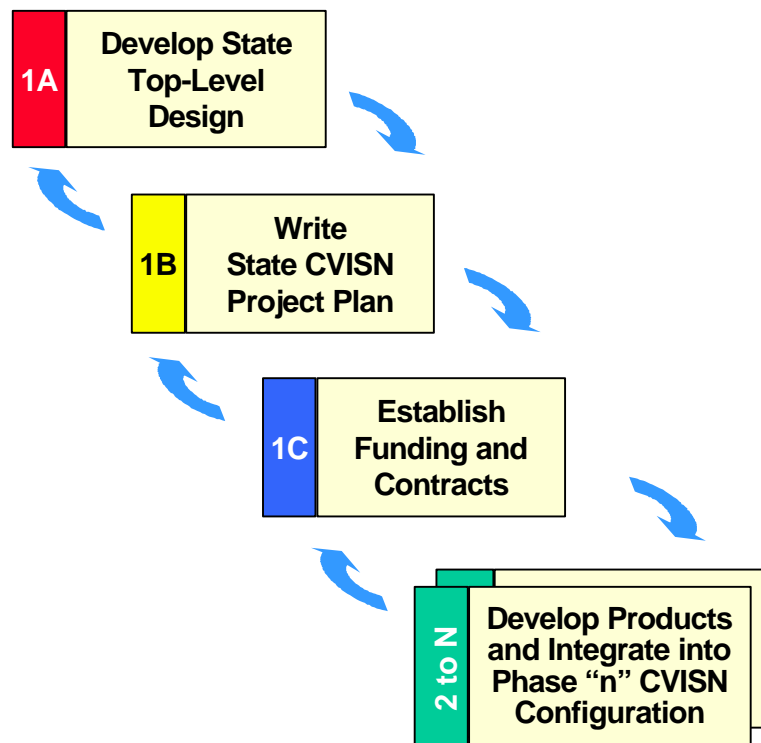 1A
Develop State
Top-Level
Design
1B
Write
State CVISN
Project Plan
1C
Establish
Funding and
Contracts
2 to N
Develop Products
and Integrate into
Phase “n” CVISN
Configuration